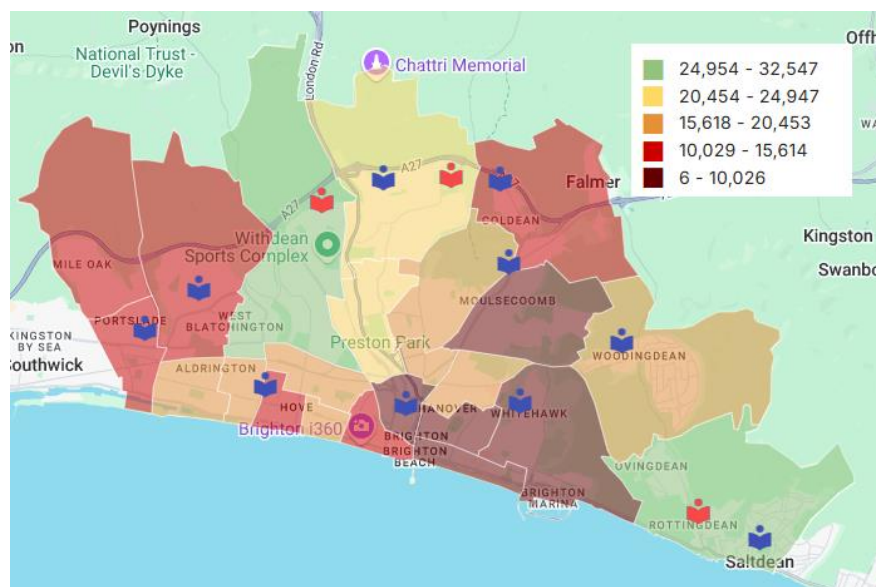 Poynings
on
National Trust -
Devil's Dyke
London Rd
Chattri Memorial
Offh
24,954 - 32,547
20,454 - 24,947
15,618 - 20,453
10,029 - 15,614
6 - 10,026
A27
Falmer
COLDEAN
A27
Withdean
Sports Complex
Kingston
MILE OAK
Swanbo
MOULSECOOMB
PORTSLADE
WEST
BLATCHINGTON
KINGSTON
BY SEA
Southwick
Preston Park
WOODINGDEAN
ALDRINGTON
HOVE
HANOVER
WHITEHAWK
Brighton i360
BRIGHTON
BRIGHTON
BEACH
OVINGDEAN
BRIGHTON
MARINA
ROTTINGDEAN
Saltdean